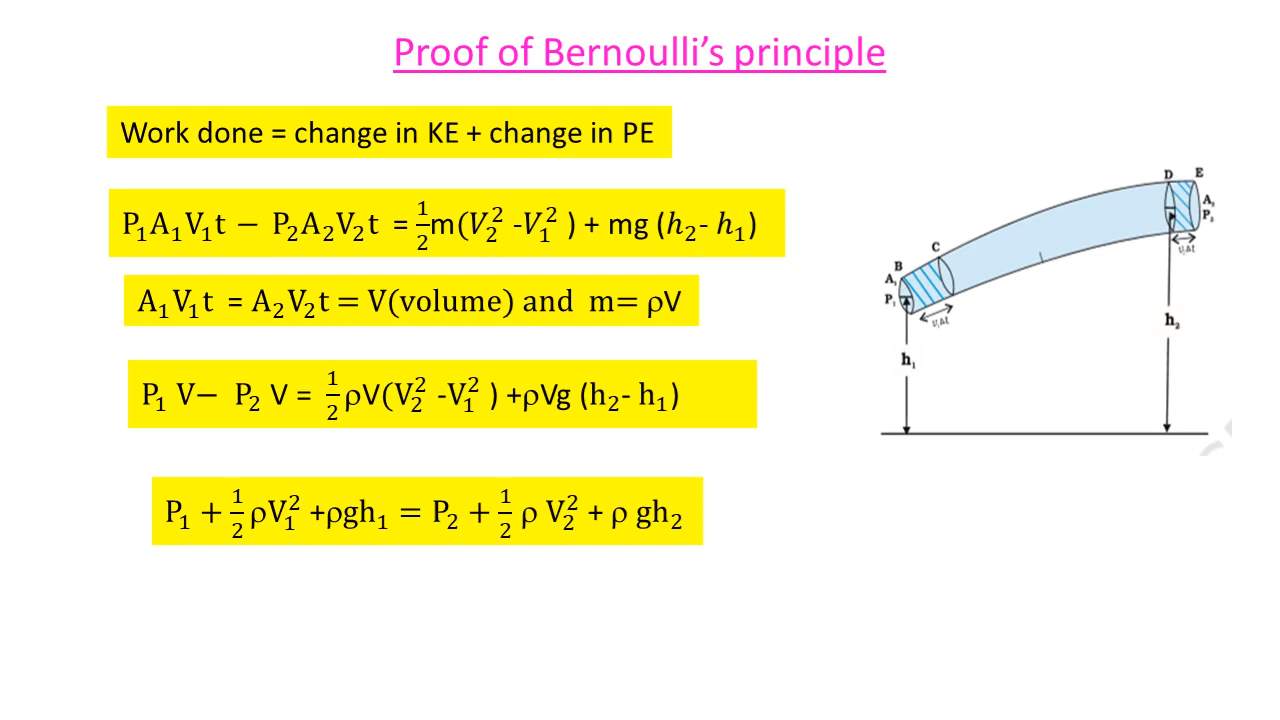 Proof of Bernoulli’s principle
Work done = change in KE + change in PE
P₁A₁V₁t − P₂A₂V₂t = ½m(𝑉₂² -𝑉₁² ) + mg (ℎ₂- ℎ₁)
A₁V₁t = A₂V₂t = V(volume) and m= ρV
P₁ V− P₂ V = ½ρV(V₂² -V₁² ) +ρVg (h₂- h₁)
P₁ + ½ρV₁² +ρgh₁ = P₂ + ½ ρ V₂² + ρ gh₂
D E
A₂
P₂
C
B
A₁
P₁
h₂
h₁